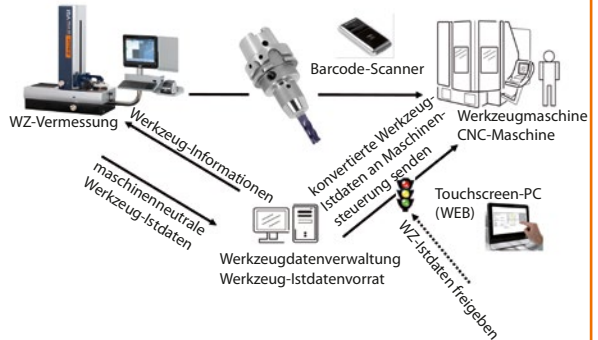 Barcode-Scanner
WZ-Vermessung
Werkzeugmaschine
CNC-Maschine
Werkzeug-Informationen
maschinenneutrale
Werkzeug-Istdaten
konvertierte Werkzeug-
Istdaten an Maschinen-
steuerung senden
Touchscreen-PC
(WEB)
Werkzeugdatenverwaltung
Werkzeug-Istdatenvorrat
WZ-Istdaten freigeben